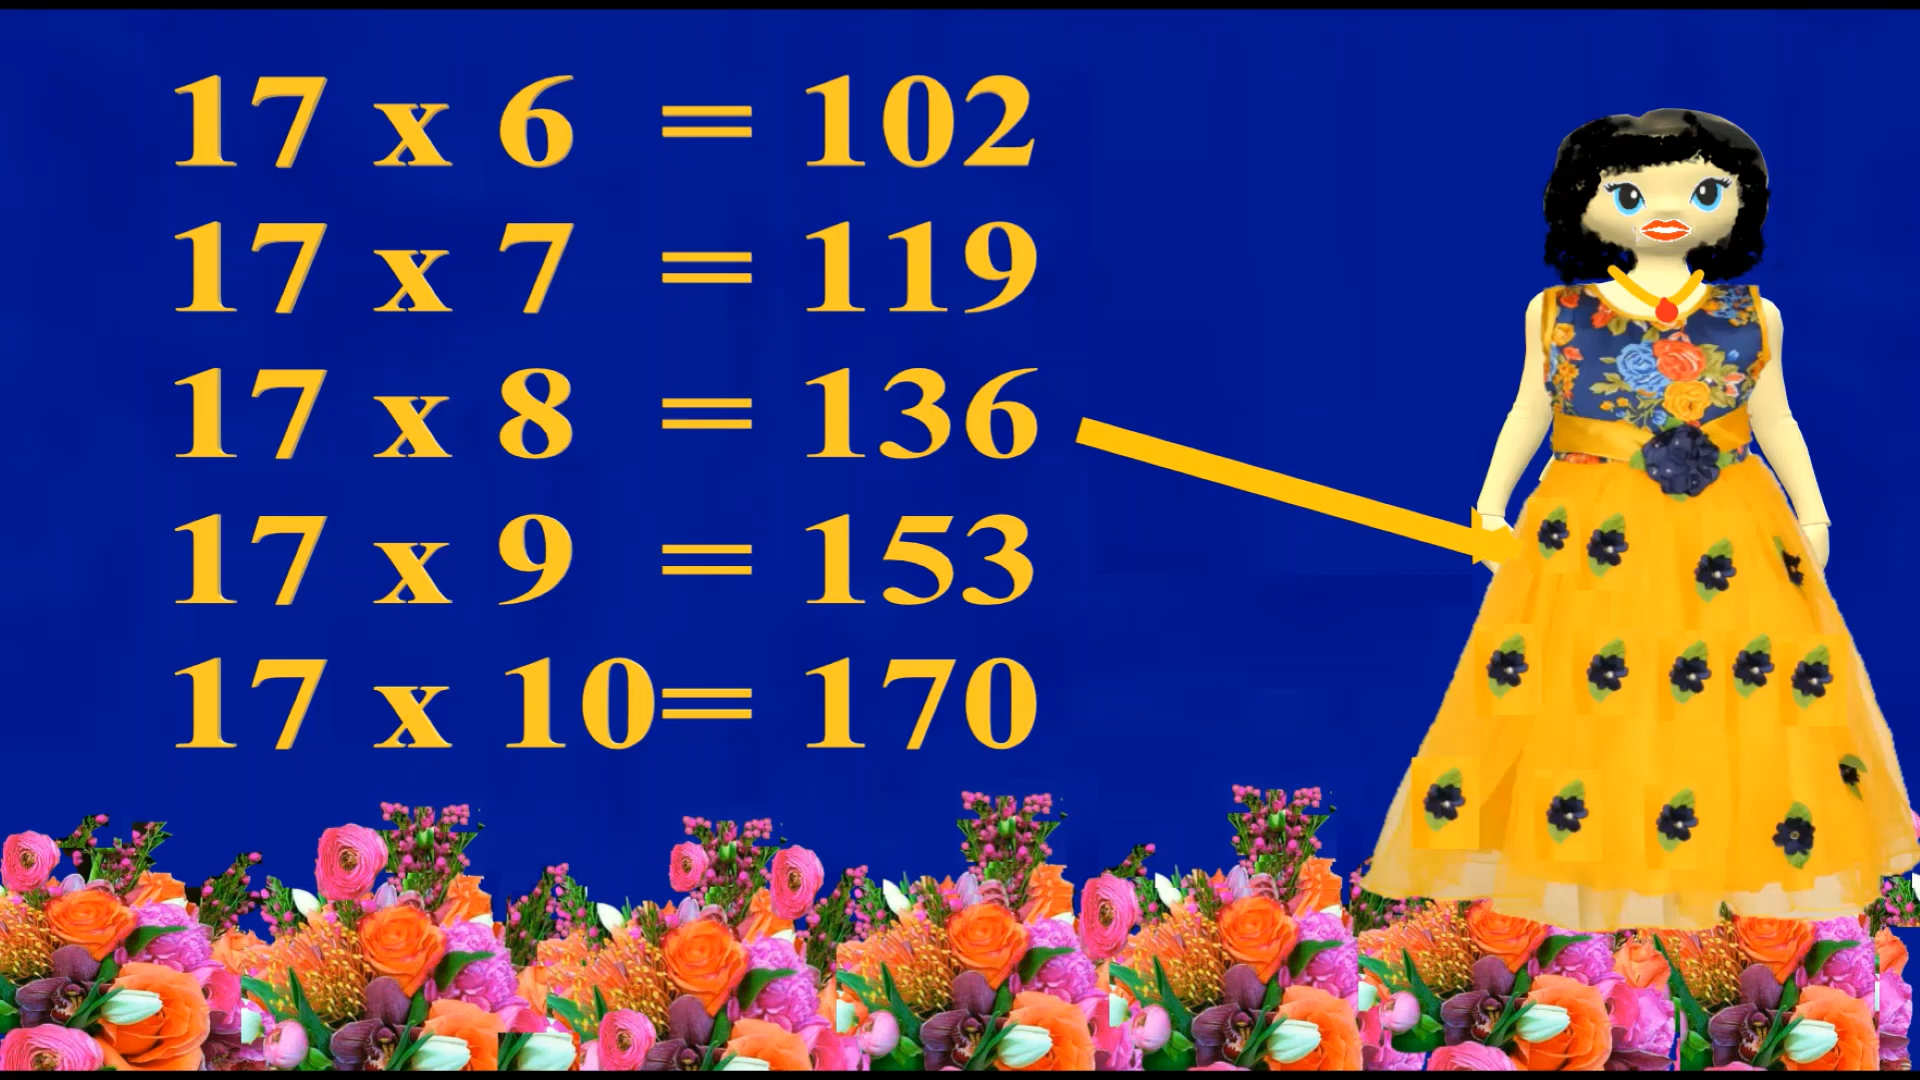 17 x 6 = 102
17 x 7 = 119
17 x 8 = 136
17 x 9 = 153
17 x 10= 170